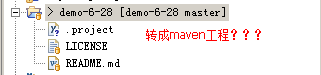 > demo-6-28 [demo-6-28 master]
.project
转成maven工程？？？
LICENSE
README.md